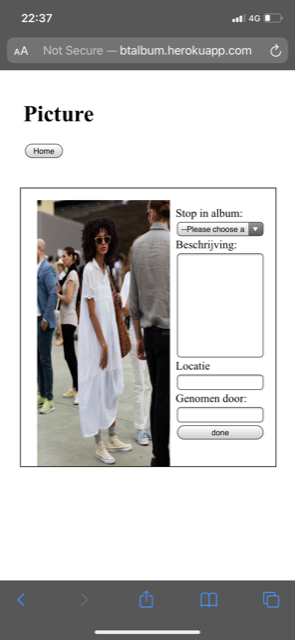 22:37
4G
AA Not Secure — btalbum.herokuapp.com
Picture
Home
Stop in album:
--Please choose a
Beschrijving:
Locatie
Genomen door:
done